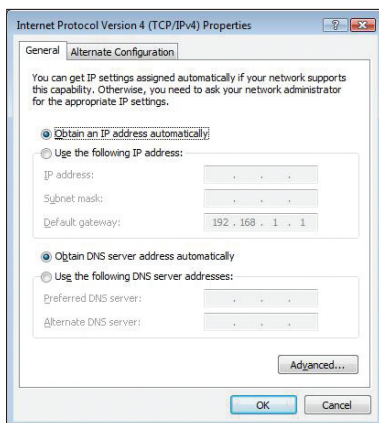 Internet Protocol Version 4 (TCP/IPv4) Properties
General
Alternate Configuration
You can get IP settings assigned automatically if your network supports
this capability. Otherwise, you need to ask your network administrator
for the appropriate IP settings.
Obtain an IP address automatically
Use the following IP address:
IP address:
Subnet mask:
Default gateway: 192 . 168 . 1 . 1
Obtain DNS server address automatically
Use the following DNS server addresses:
Preferred DNS server:
Alternate DNS server:
Advanced...
OK
Cancel